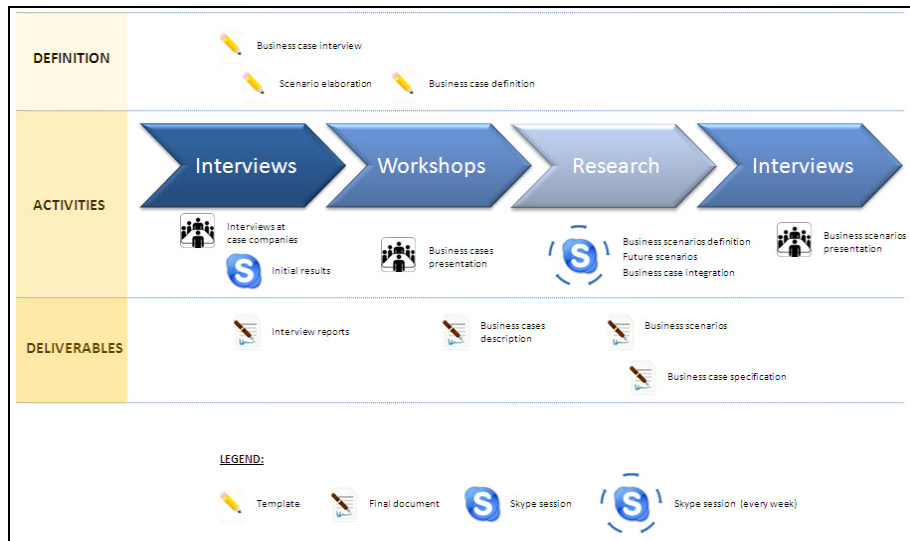 DEFINITION
Business case interview
Scenario elaboration
Business case definition
ACTIVITIES
Interviews
Workshops
Research
Interviews
Interviews at
case companies
Initial results
Business cases
presentation
Business scenarios definition
Future scenarios
Business case integration
Business scenarios
presentation
DELIVERABLES
Interview reports
Business cases
description
Business scenarios
Business case specification
LEGEND:
Template
Final document
Skype session
Skype session (every week)